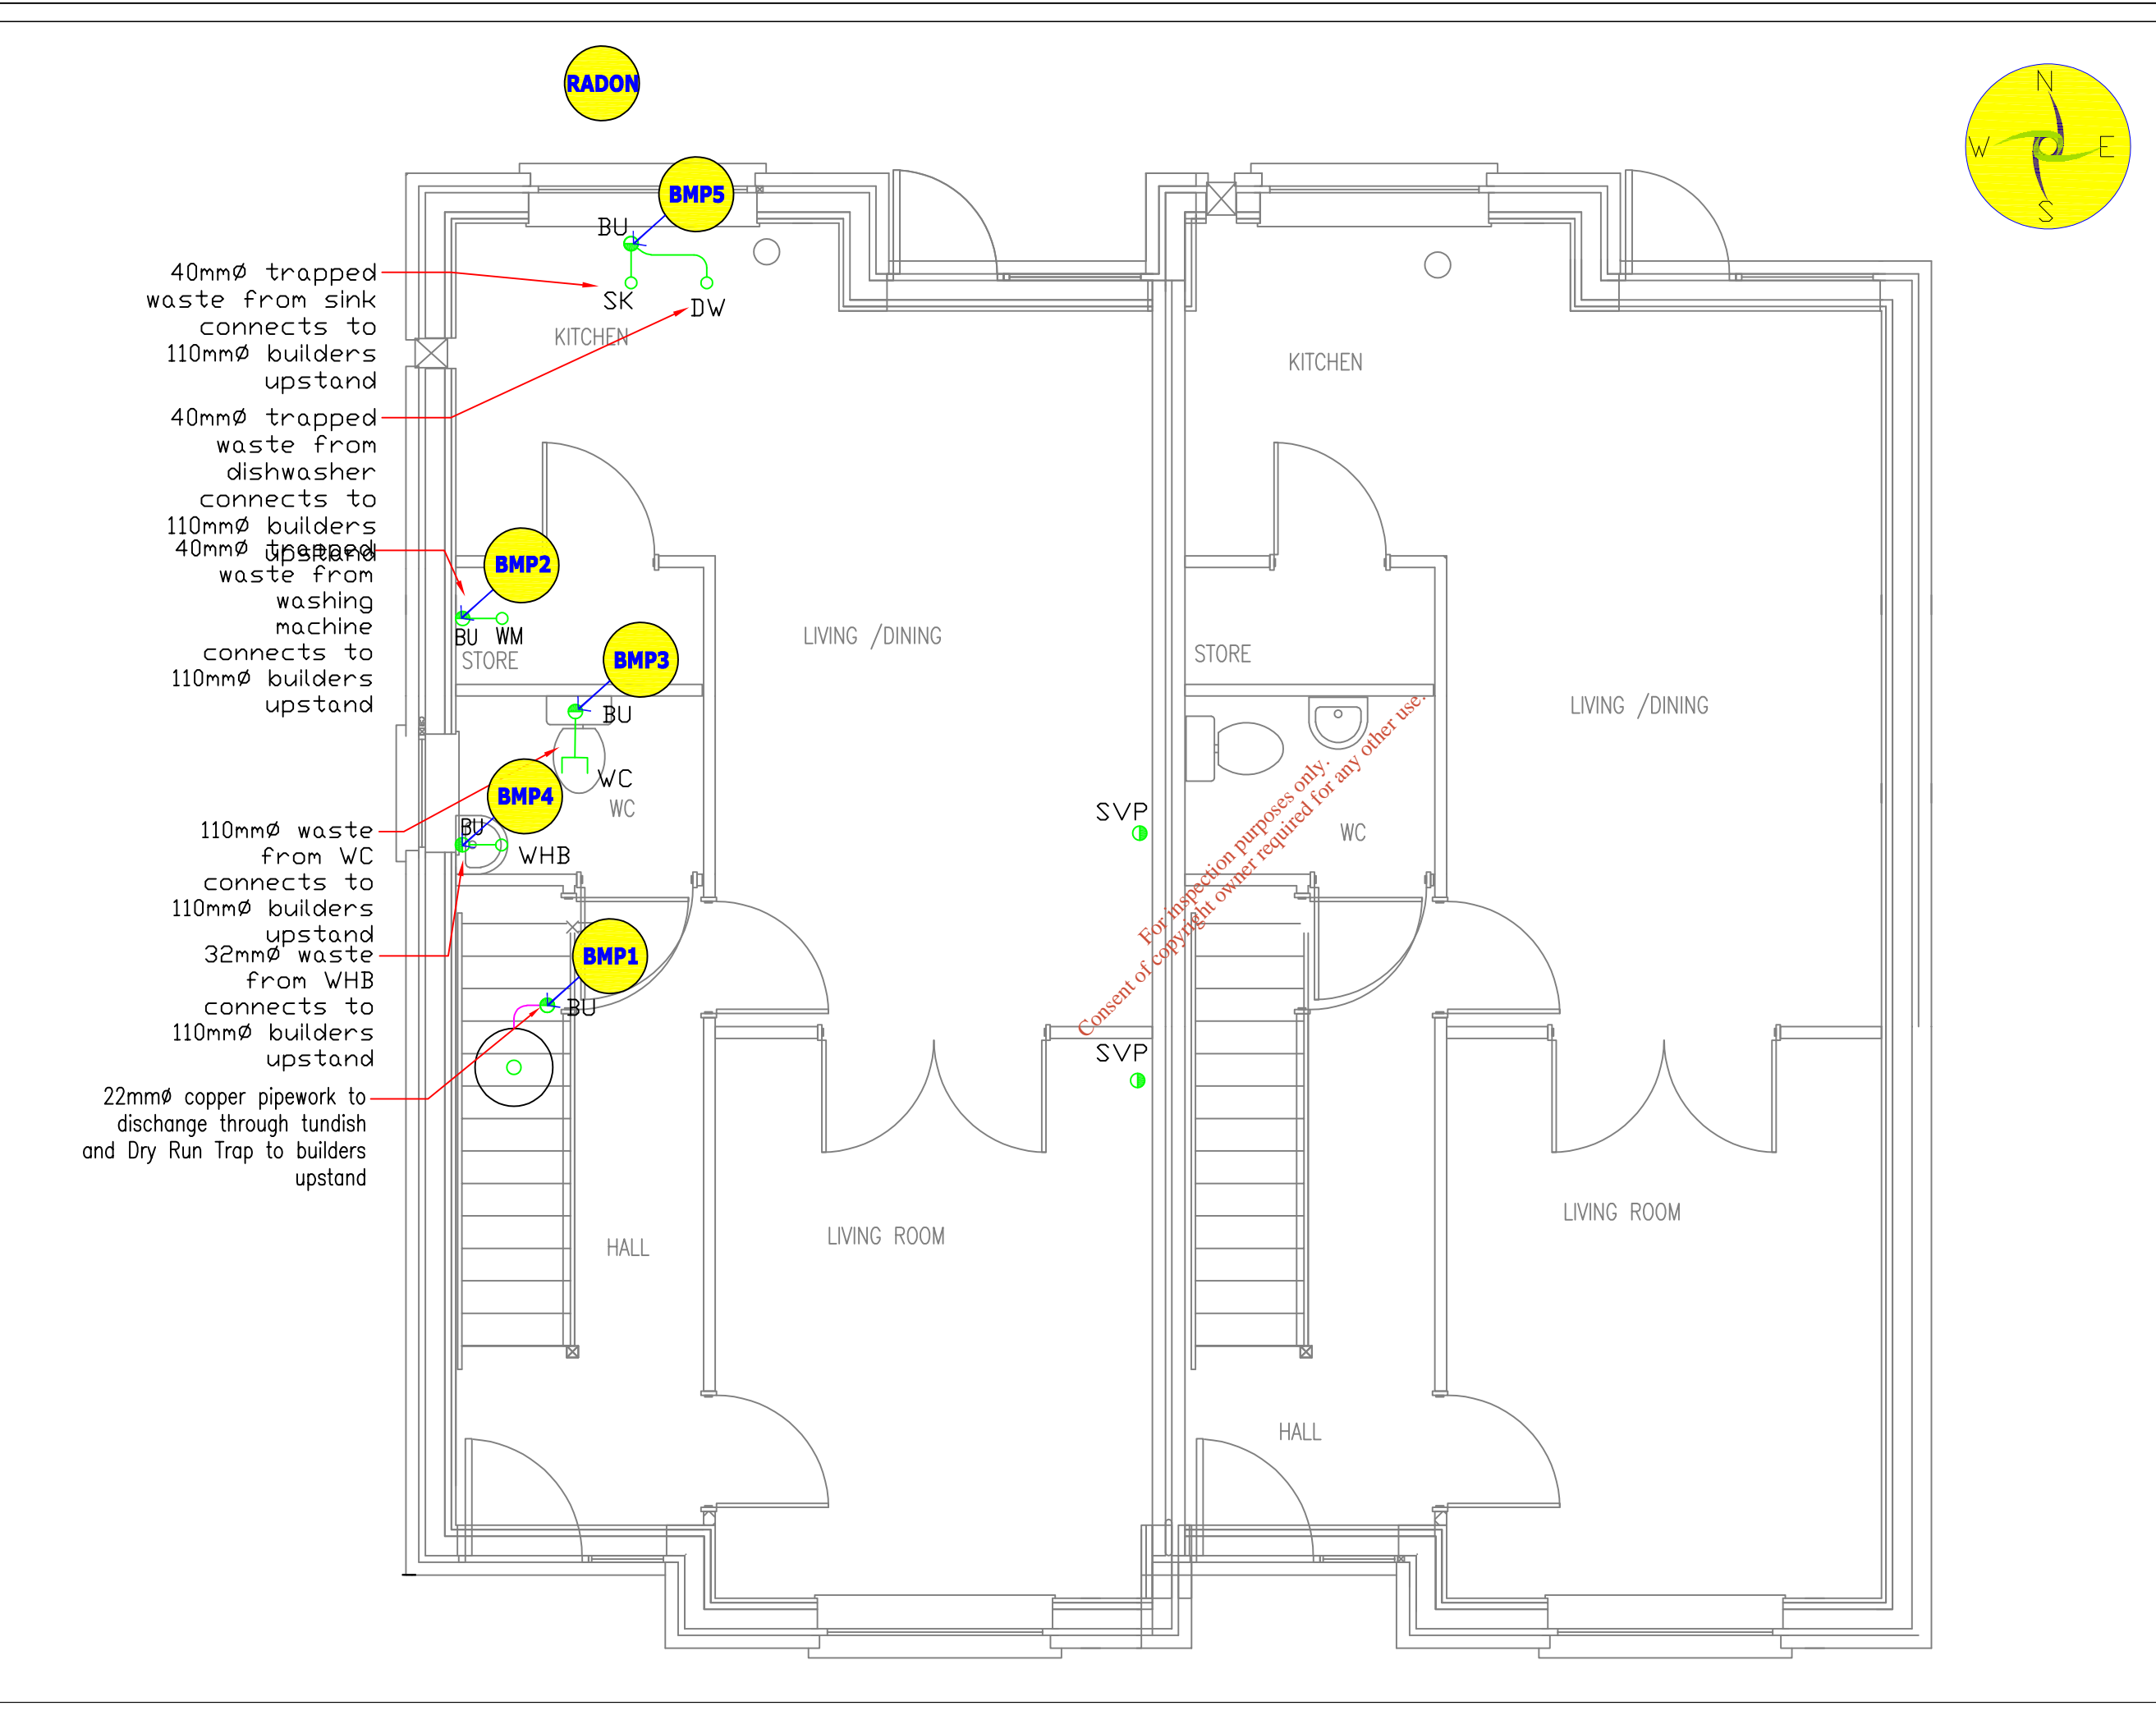 RADON
N
W E
S
BMP5
BU
SK
DW
KITCHEN
40mmØ trapped
waste from sink
connects to
110mmØ builders
upstand
40mmØ trapped
waste from
dishwasher
connects to
110mmØ builders
upstand
40mmØ trapped
waste from
washing
machine
connects to
110mmØ builders
upstand
BMP2
BU WM
STORE
BMP3
BU
WC
WC
BMP4
BU
WHB
110mmØ waste
from WC
connects to
110mmØ builders
upstand
32mmØ waste
from WHB
connects to
110mmØ builders
upstand
BMP1
BU
22mmØ copper pipework to
dischange through tundish
and Dry Run Trap to builders
upstand
LIVING /DINING
SVP
SVP
HALL
LIVING ROOM
KITCHEN
STORE
LIVING /DINING
WC
For inspection purposes only.
Consent of copyright owner required for any other use.
LIVING ROOM
HALL